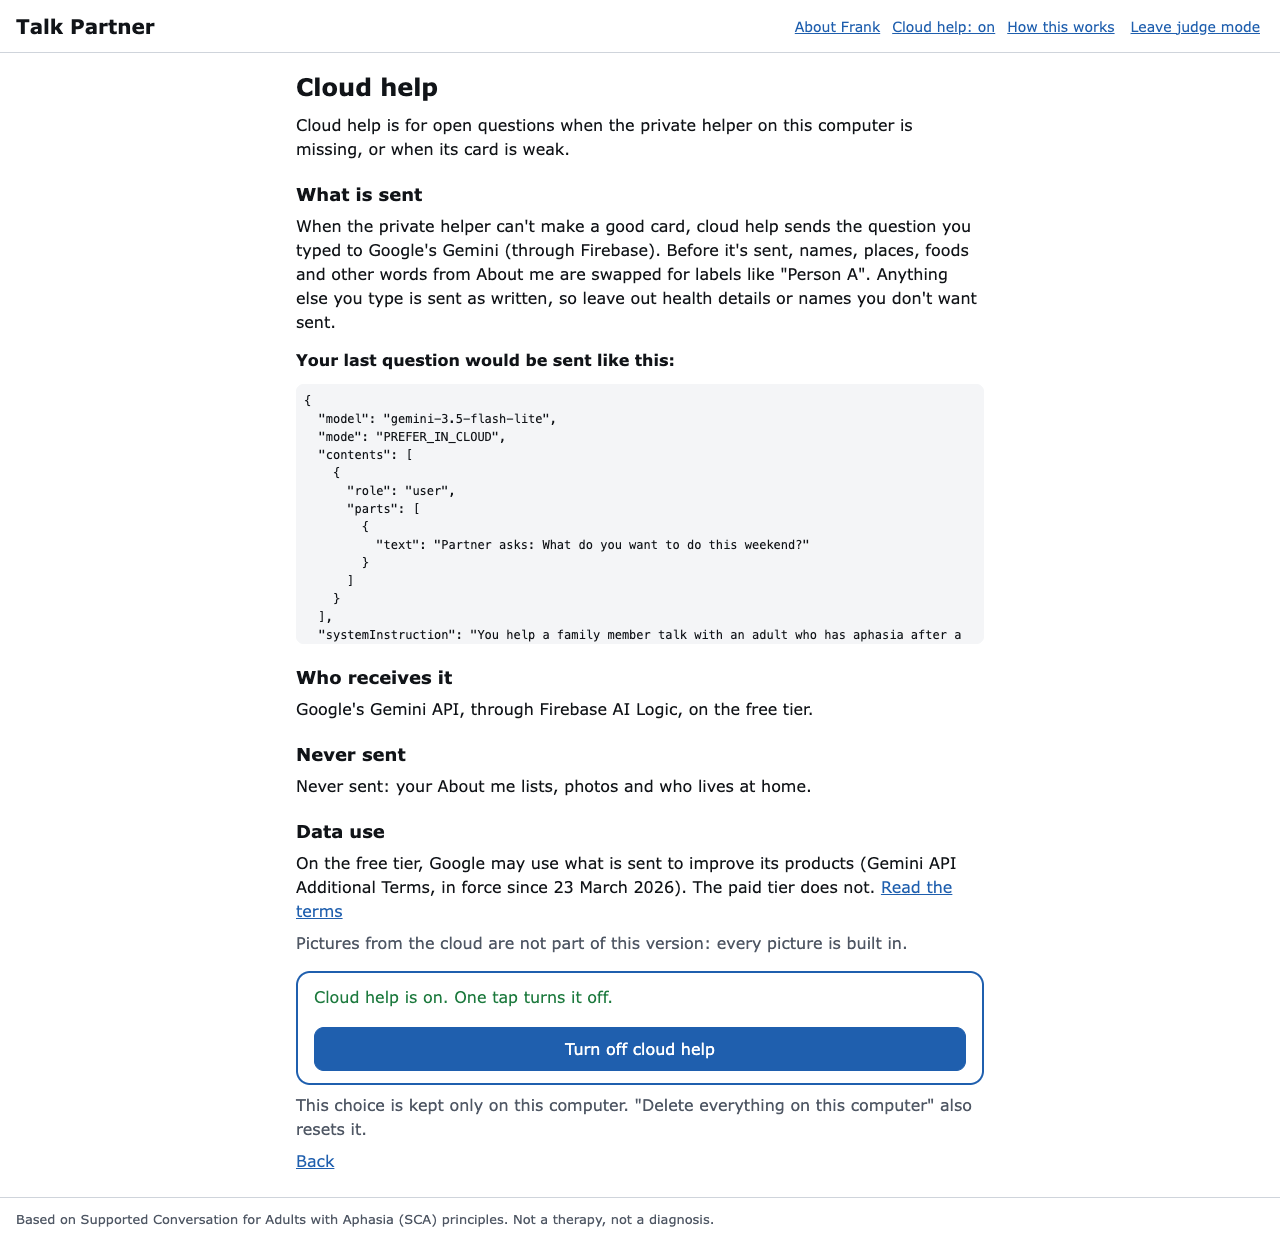 Talk Partner
About Frank Cloud help: on How this works Leave judge mode
Cloud help
Cloud help is for open questions when the private helper on this computer is
missing, or when its card is weak.
What is sent
When the private helper can't make a good card, cloud help sends the question you
typed to Google's Gemini (through Firebase). Before it's sent, names, places, foods
and other words from About me are swapped for labels like "Person A". Anything
else you type is sent as written, so leave out health details or names you don't want
sent.
Your last question would be sent like this:
{
  "model": "gemini-3.5-flash-lite",
  "mode": "PREFER_IN_CLOUD",
  "contents": [
    {
      "role": "user",
      "parts": [
        {
          "text": "Partner asks: What do you want to do this weekend?"
        }
      ]
    }
  ],
  "systemInstruction": "You help a family member talk with an adult who has aphasia after a
Who receives it
Google's Gemini API, through Firebase AI Logic, on the free tier.
Never sent
Never sent: your About me lists, photos and who lives at home.
Data use
On the free tier, Google may use what is sent to improve its products (Gemini API
Additional Terms, in force since 23 March 2026). The paid tier does not. Read the
terms
Pictures from the cloud are not part of this version: every picture is built in.
Cloud help is on. One tap turns it off.
Turn off cloud help
This choice is kept only on this computer. "Delete everything on this computer" also
resets it.
Back
Based on Supported Conversation for Adults with Aphasia (SCA) principles. Not a therapy, not a diagnosis.